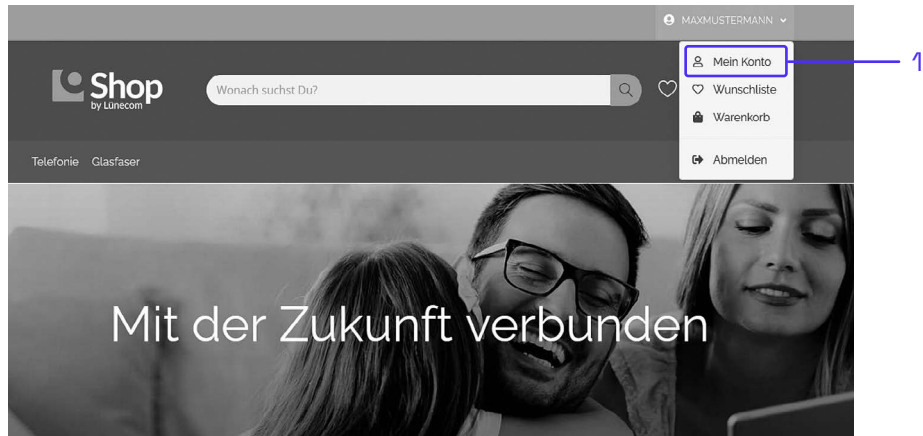 MAXMUSTERMANN
Mein Konto
1
Shop
by Lünecom
Wonach suchst Du?
Wunschliste
Warenkorb
Abmelden
Telefonie Glasfaser
Mit der Zukunft verbunden